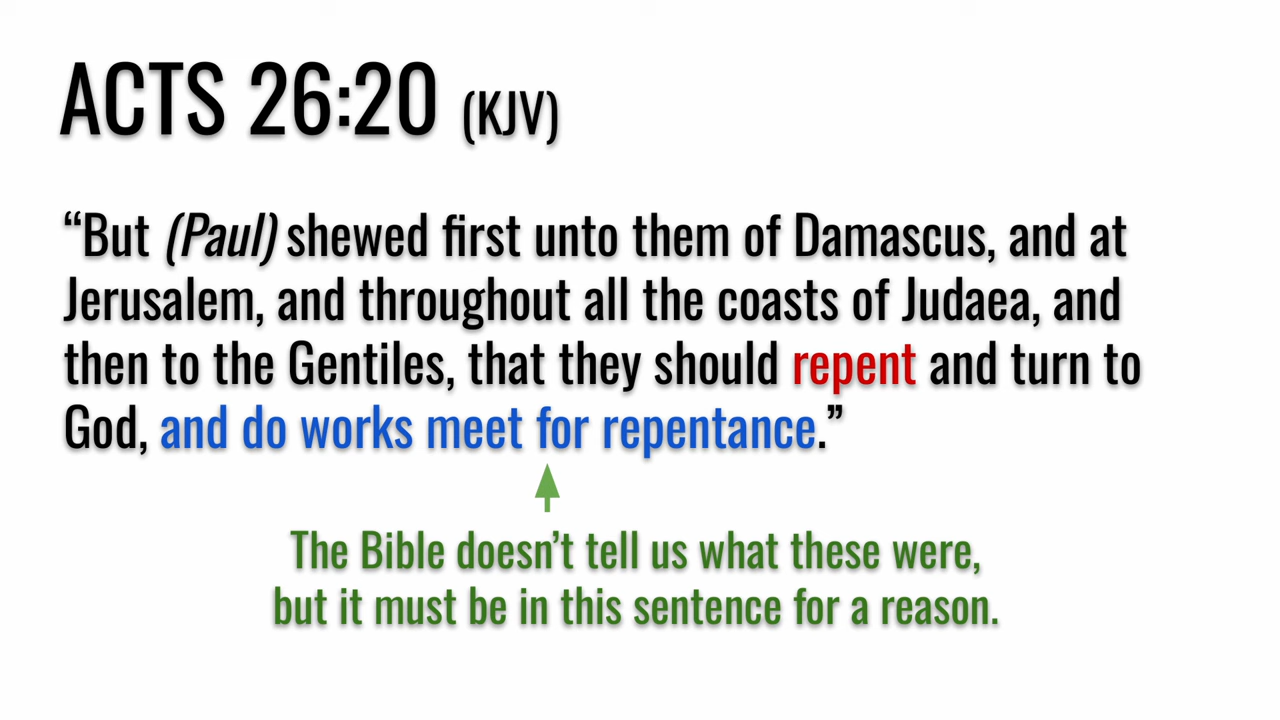 ACTS 26:20 (KJV)
“But (Paul) shewed first unto them of Damascus, and at
Jerusalem, and throughout all the coasts of Judaea, and
then to the Gentiles, that they should repent and turn to
God, and do works meet for repentance.”
The Bible doesn’t tell us what these were,
but it must be in this sentence for a reason.